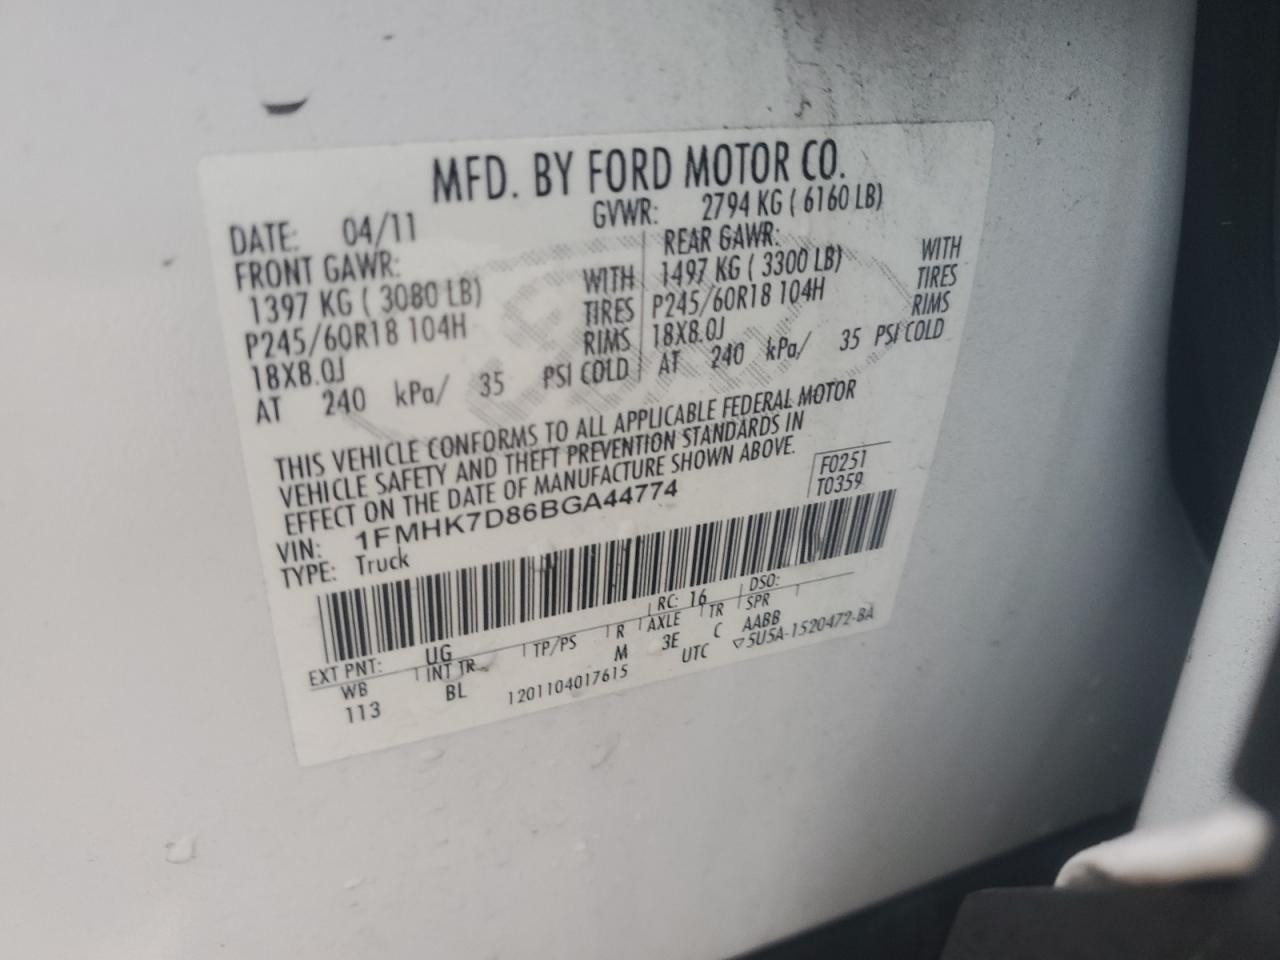 MFD. BY FORD MOTOR CO.
DATE: 04/11
GVWR: 2794 KG ( 6160 LB)
FRONT GAWR:
1397 KG ( 3080 LB)
P245/60R18 104H
18X8.0J
AT 240 kPa/ 35 PSI COLD
WITH
TIRES
RIMS
REAR GAWR:
1497 KG ( 3300 LB)
P245/60R18 104H
18X8.0J
AT 240 kPa/ 35 PSI COLD
WITH
TIRES
RIMS
THIS VEHICLE CONFORMS TO ALL APPLICABLE FEDERAL MOTOR
VEHICLE SAFETY AND THEFT PREVENTION STANDARDS IN
EFFECT ON THE DATE OF MANUFACTURE SHOWN ABOVE.
F0251
T0359
VIN: 1FMHK7D86BGA44774
TYPE: Truck
RC: 16 DSO:
EXT PNT: UG
WB INT TR TP/PS R AXLE TR SPR
113 BL M 3E C AABB
1201104017615 UTC ▽5U5A-1520472-BA